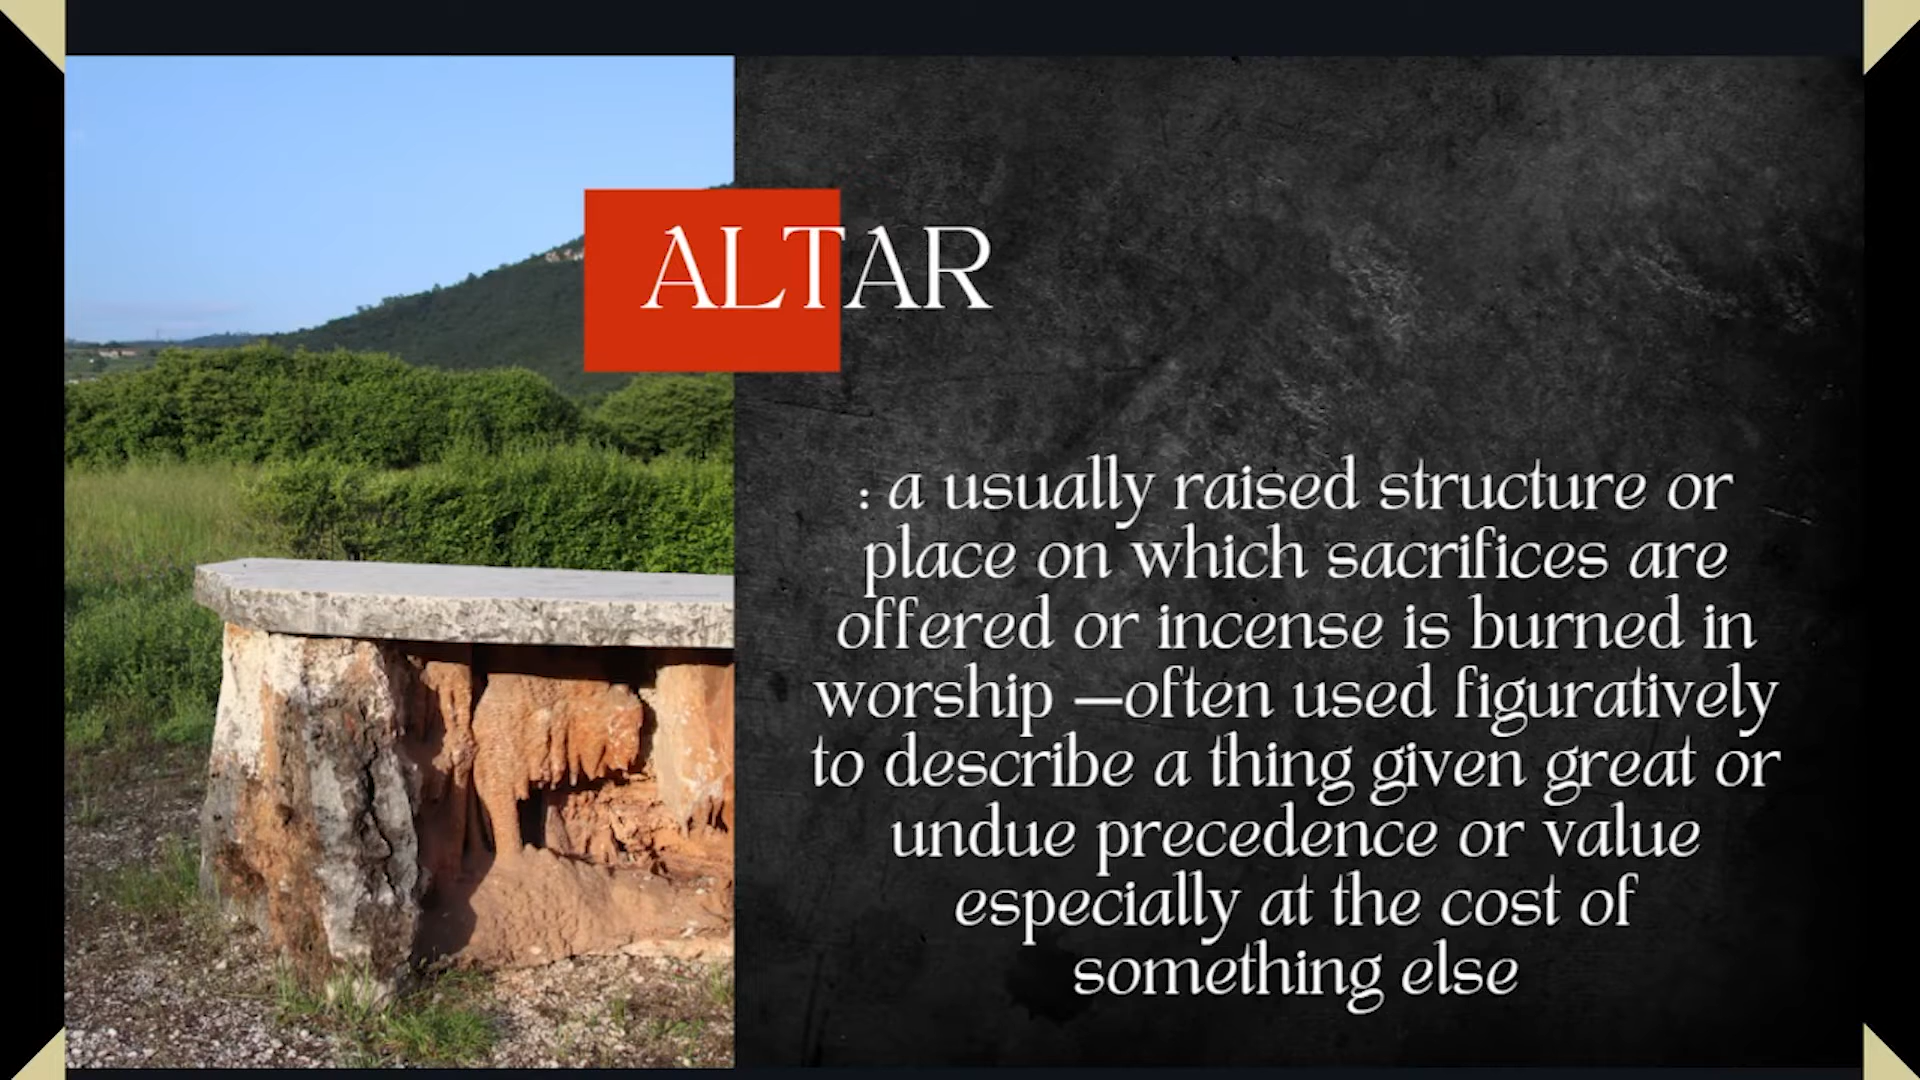 ALTAR
: a usually raised structure or
place on which sacrifices are
offered or incense is burned in
worship —often used figuratively
to describe a thing given great or
undue precedence or value
especially at the cost of
something else